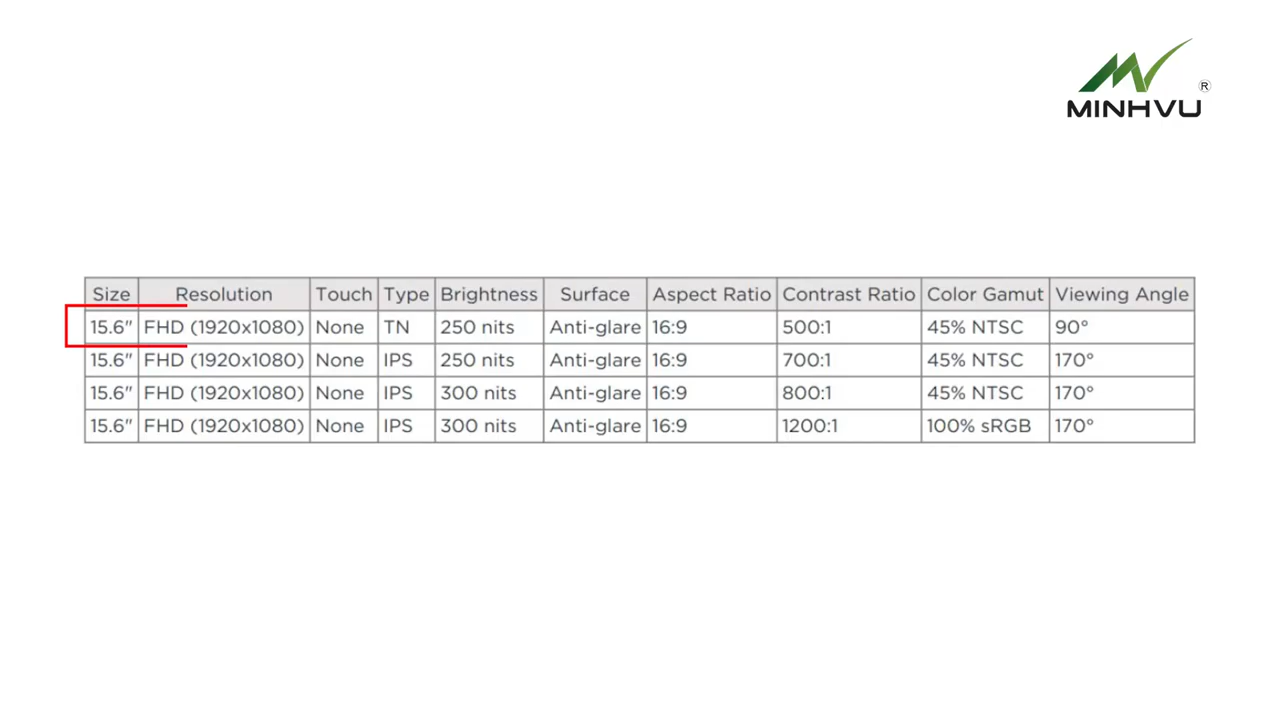 MINHVU ®
Size Resolution Touch Type Brightness Surface Aspect Ratio Contrast Ratio Color Gamut Viewing Angle
15.6" FHD (1920x1080) None TN 250 nits Anti-glare 16:9 500:1 45% NTSC 90°
15.6" FHD (1920x1080) None IPS 250 nits Anti-glare 16:9 700:1 45% NTSC 170°
15.6" FHD (1920x1080) None IPS 300 nits Anti-glare 16:9 800:1 45% NTSC 170°
15.6" FHD (1920x1080) None IPS 300 nits Anti-glare 16:9 1200:1 100% sRGB 170°